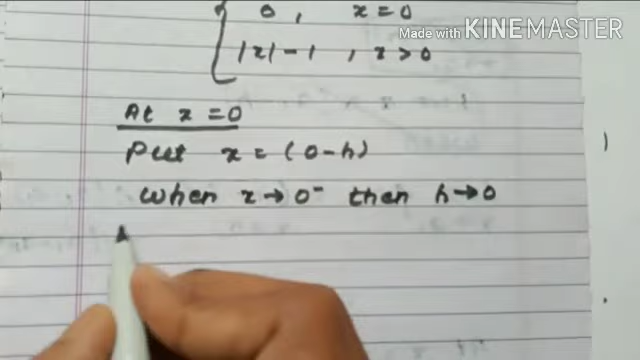 0, x=0
Made with KINEMASTER
|x|-1, x>0
At x=0
Put x=(0-h)
When x→0⁻ then h→0